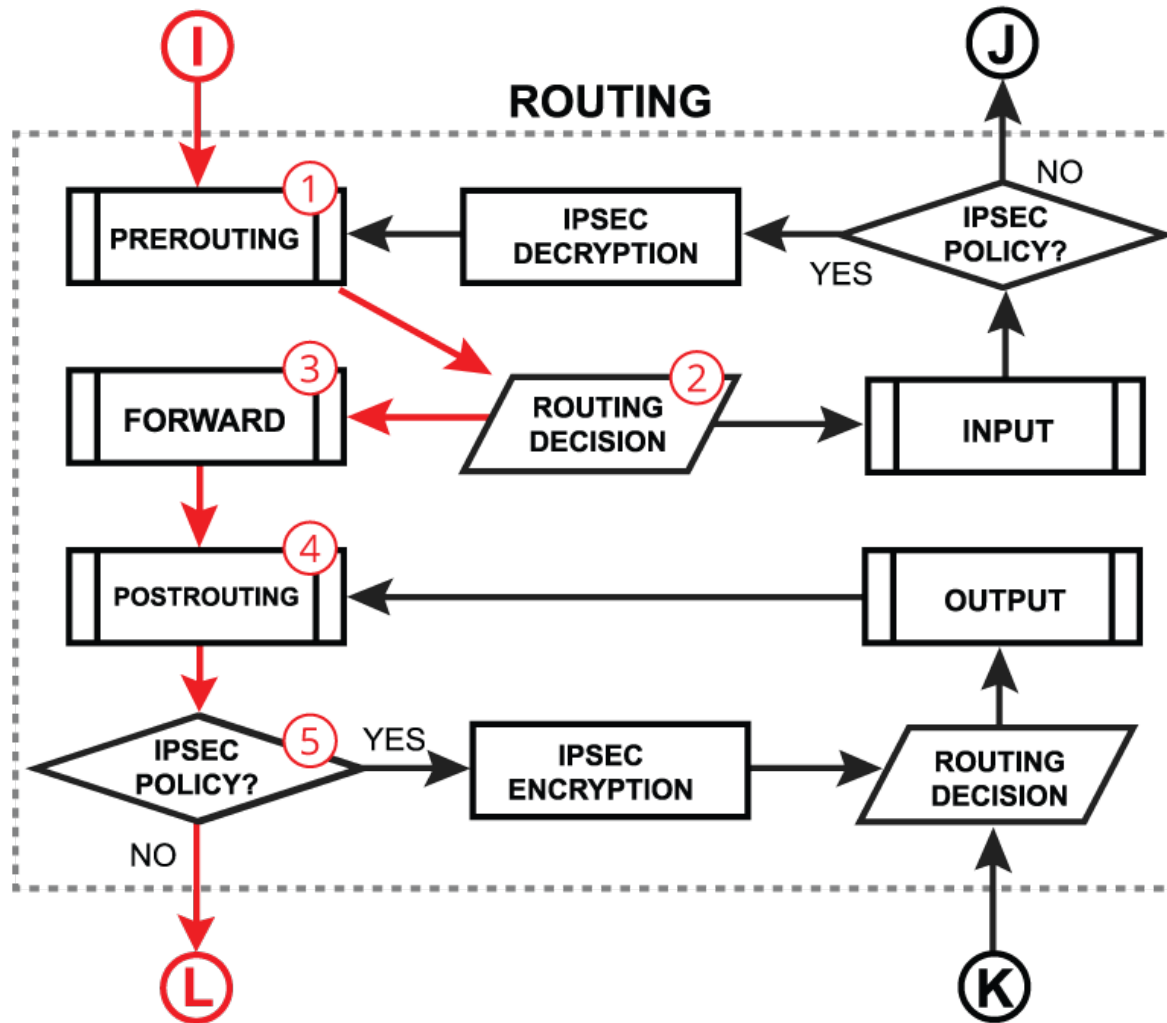 I
J
ROUTING
1
PREROUTING
IPSEC
DECRYPTION
NO
IPSEC
POLICY?
YES
3
FORWARD
2
ROUTING
DECISION
INPUT
4
POSTROUTING
OUTPUT
5
IPSEC
POLICY?
YES
IPSEC
ENCRYPTION
ROUTING
DECISION
NO
L
K